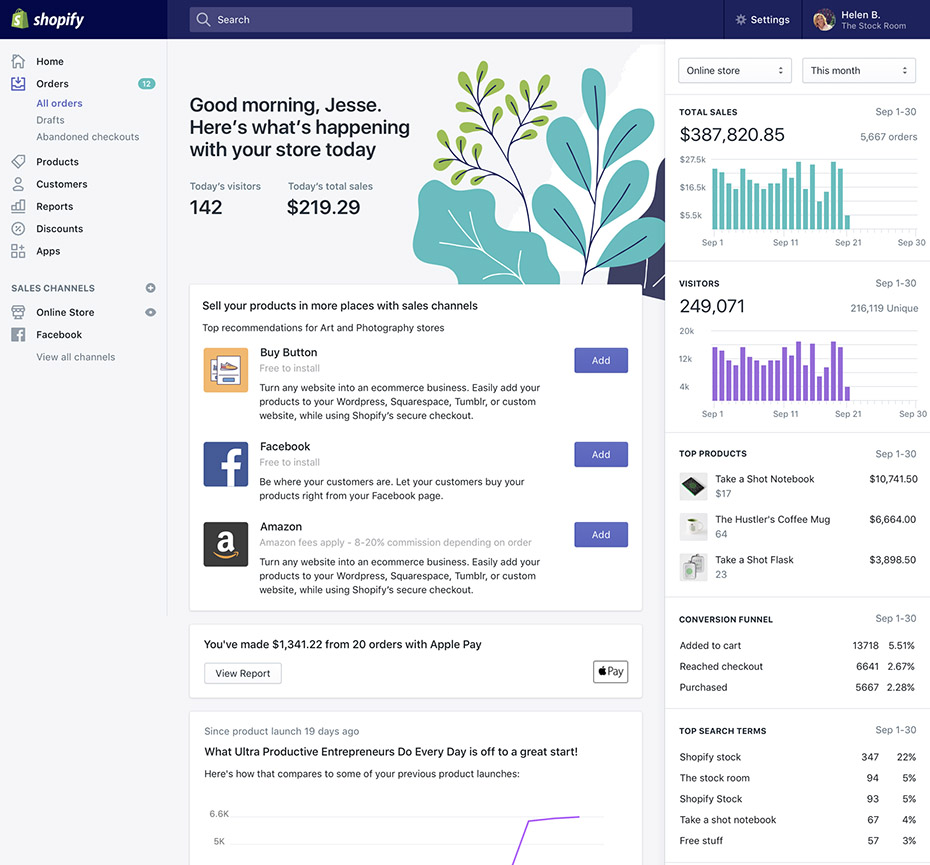 shopify
Search
Settings
Helen B.
The Stock Room
Home
Orders
12
All orders
Drafts
Abandoned checkouts
Products
Customers
Reports
Discounts
Apps
SALES CHANNELS
Online Store
Facebook
View all channels
Good morning, Jesse.
Here's what's happening
with your store today
Today's visitors
142
Today's total sales
$219.29
Sell your products in more places with sales channels
Top recommendations for Art and Photography stores
Buy Button
Free to install
Turn any website into an ecommerce business. Easily add your
products to your Wordpress, Squarespace, Tumblr, or custom
website, while using Shopify's secure checkout.
Add
Facebook
Free to install
Be where your customers are. Let your customers buy your
products right from your Facebook page.
Add
Amazon
Amazon fees apply - 8-20% commission depending on order
Turn any website into an ecommerce business. Easily add your
products to your Wordpress, Squarespace, Tumblr, or custom
website, while using Shopify's secure checkout.
Add
You've made $1,341.22 from 20 orders with Apple Pay
View Report
Pay
Since product launch 19 days ago
What Ultra Productive Entrepreneurs Do Every Day is off to a great start!
Here's how that compares to some of your previous product launches:
6.6K
5K
Online store
This month
TOTAL SALES Sep 1-30
$387,820.85 5,667 orders
$27.5k
$16.5k
$5.5k
Sep 1 Sep 11 Sep 21 Sep 30
VISITORS Sep 1-30
249,071 216,119 Unique
20k
12k
4k
Sep 1 Sep 11 Sep 21 Sep 30
TOP PRODUCTS Sep 1-30
Take a Shot Notebook $10,741.50
$17
The Hustler's Coffee Mug $6,664.00
64
Take a Shot Flask $3,898.50
23
CONVERSION FUNNEL Sep 1-30
Added to cart 13718 5.51%
Reached checkout 6641 2.67%
Purchased 5667 2.28%
TOP SEARCH TERMS Sep 1-30
Shopify stock 347 22%
The stock room 94 5%
Shopify Stock 93 5%
Take a shot notebook 67 4%
Free stuff 57 3%